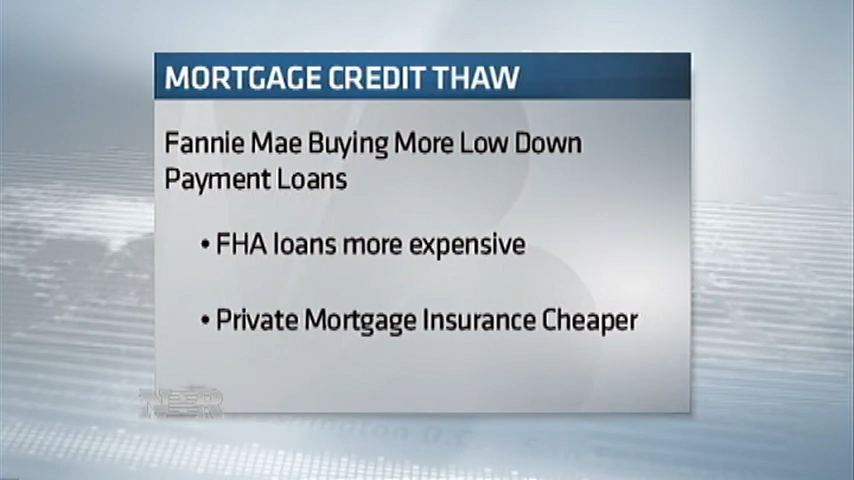 MORTGAGE CREDIT THAW
Fannie Mae Buying More Low Down
Payment Loans
• FHA loans more expensive
• Private Mortgage Insurance Cheaper
NBR